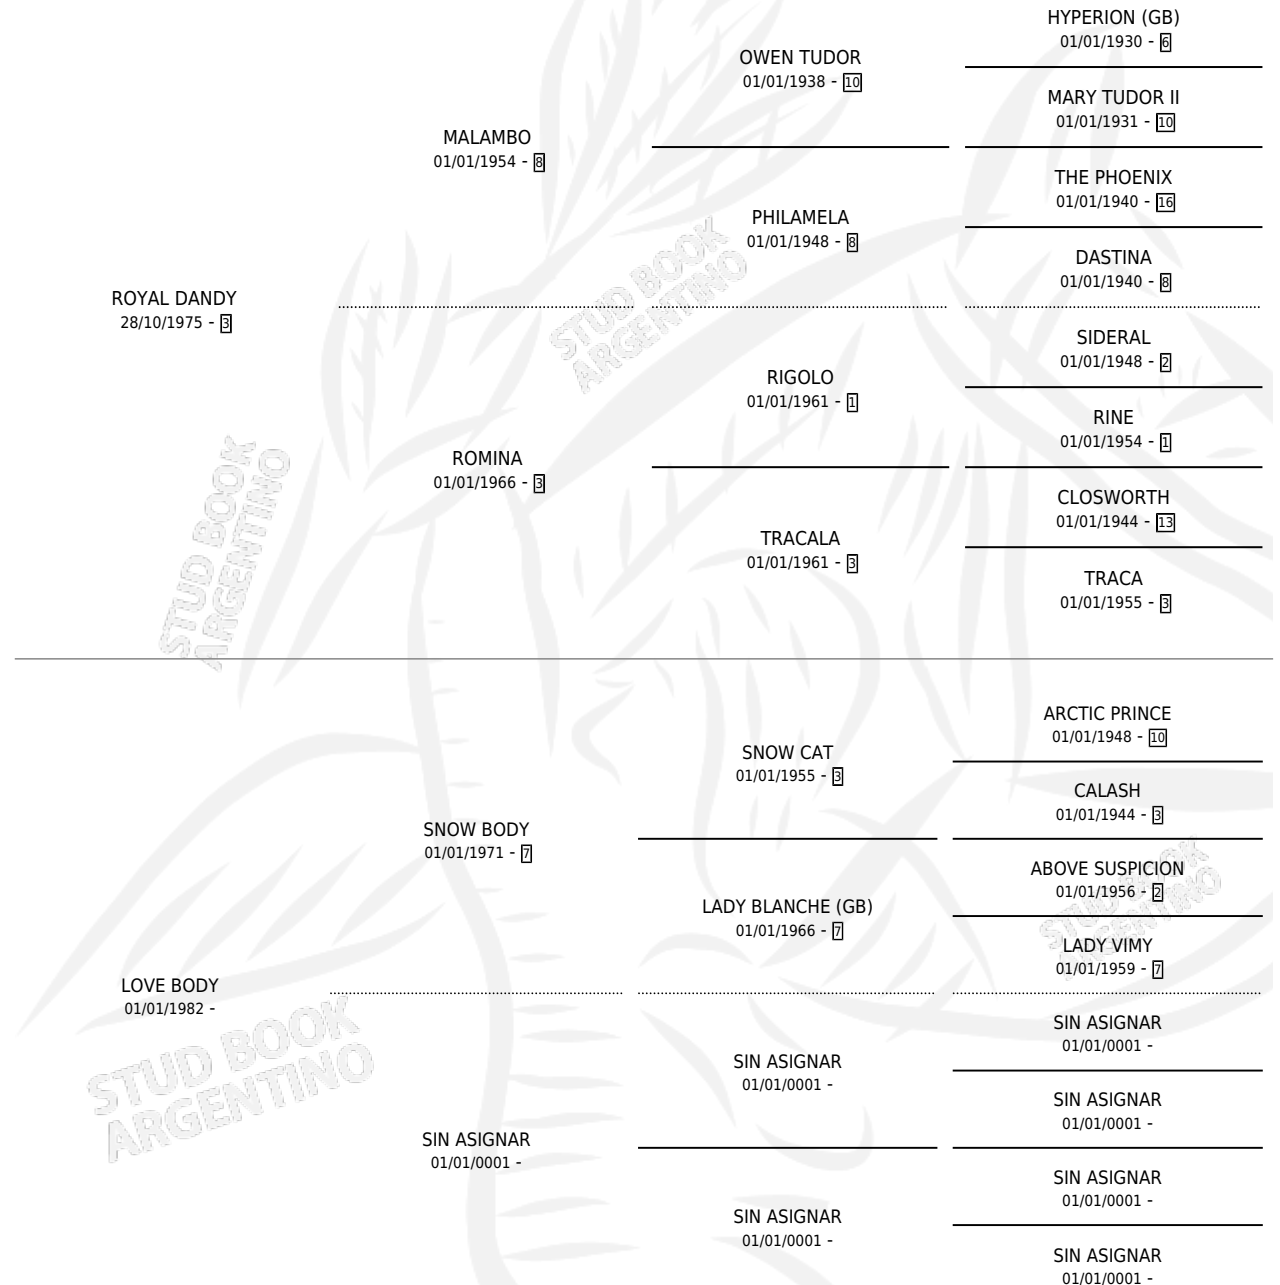 HYPERION (GB)
01/01/1930 - 6
OWEN TUDOR
01/01/1938 - 10
MARY TUDOR II
01/01/1931 - 10
MALAMBO
01/01/1954 - 8
THE PHOENIX
01/01/1940 - 16
PHILAMELA
01/01/1948 - 8
DASTINA
01/01/1940 - 8
ROYAL DANDY
28/10/1975 - 3
SIDERAL
01/01/1948 - 2
RIGOLO
01/01/1961 - 1
RINE
01/01/1954 - 1
ROMINA
01/01/1966 - 3
CLOSWORTH
01/01/1944 - 13
TRACALA
01/01/1961 - 3
TRACA
01/01/1955 - 3
STUD BOOK
ARGENTINO
STUD BOOK
ARGENTINO
ARCTIC PRINCE
01/01/1948 - 10
SNOW CAT
01/01/1955 - 3
CALASH
01/01/1944 - 3
SNOW BODY
01/01/1971 - 7
ABOVE SUSPICION
01/01/1956 - 2
LADY BLANCHE (GB)
01/01/1966 - 7
LADY VIMY
01/01/1959 - 7
LOVE BODY
01/01/1982 -
SIN ASIGNAR
01/01/0001 -
SIN ASIGNAR
01/01/0001 -
SIN ASIGNAR
01/01/0001 -
SIN ASIGNAR
01/01/0001 -
SIN ASIGNAR
01/01/0001 -
SIN ASIGNAR
01/01/0001 -
SIN ASIGNAR
01/01/0001 -
STUD BOOK
ARGENTINO
STUD BOOK
ARGENTINO